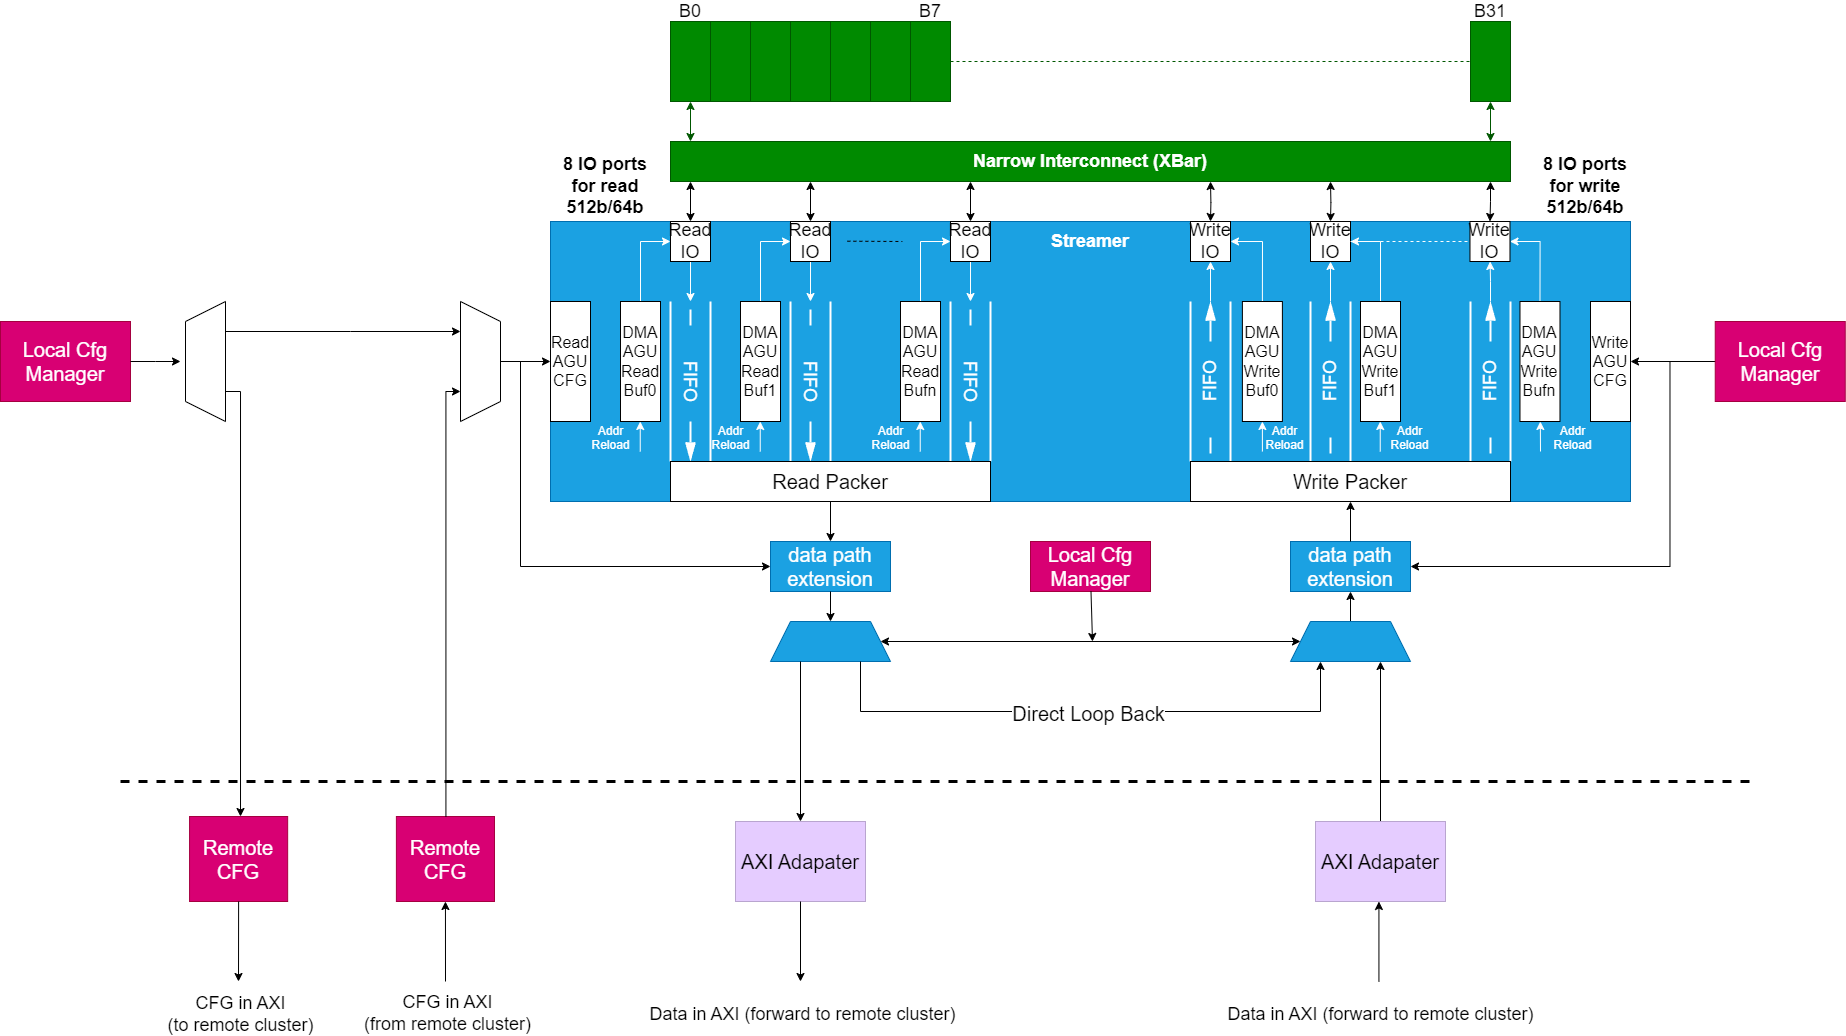 B0
B7
B31
Narrow Interconnect (XBar)
8 IO ports
for read
512b/64b
8 IO ports
for write
512b/64b
Streamer
Read
IO
Read
IO
Read
IO
Write
IO
Write
IO
Write
IO
Local Cfg
Manager
Read
AGU
CFG
DMA
AGU
Read
Buf0
FIFO
DMA
AGU
Read
Buf1
FIFO
DMA
AGU
Read
Bufn
FIFO
FIFO
DMA
AGU
Write
Buf0
FIFO
DMA
AGU
Write
Buf1
FIFO
DMA
AGU
Write
Bufn
Write
AGU
CFG
Local Cfg
Manager
Addr
Reload
Addr
Reload
Addr
Reload
Addr
Reload
Addr
Reload
Addr
Reload
Read Packer
Write Packer
data path
extension
Local Cfg
Manager
data path
extension
Direct Loop Back
Remote
CFG
Remote
CFG
AXI Adapater
AXI Adapater
CFG in AXI
(to remote cluster)
CFG in AXI
(from remote cluster)
Data in AXI (forward to remote cluster)
Data in AXI (forward to remote cluster)